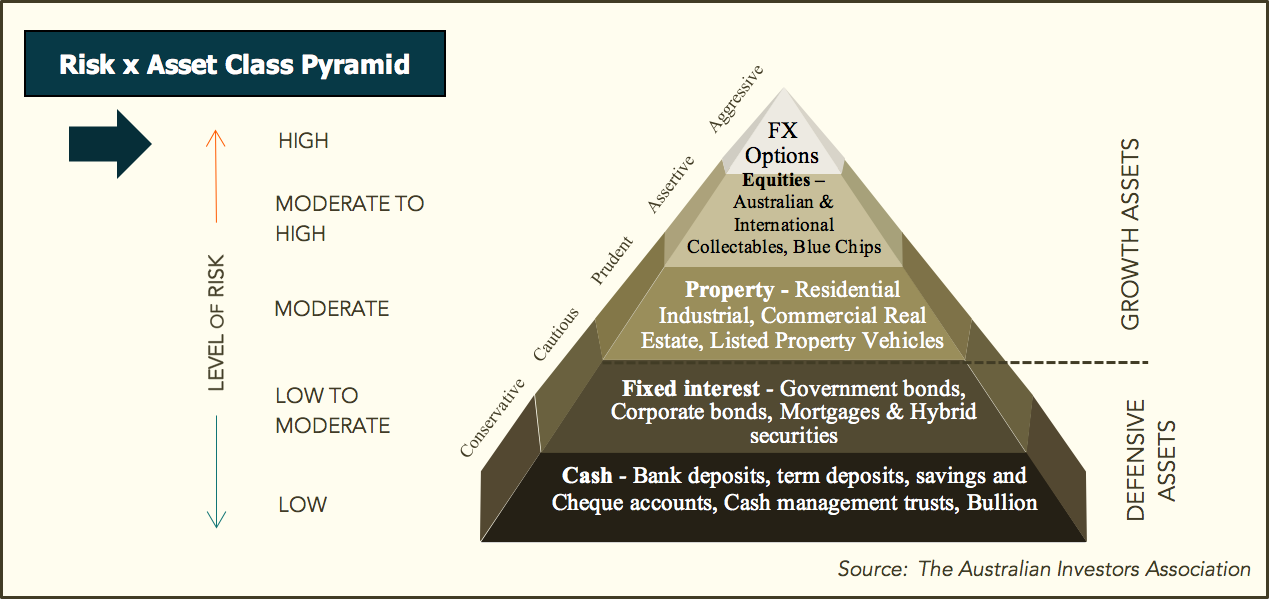 Risk x Asset Class Pyramid
HIGH
MODERATE TO
HIGH
MODERATE
LOW TO
MODERATE
LOW
LEVEL OF RISK
Aggressive
Assertive
Prudent
Cautious
Conservative
FX
Options
Equities –
Australian &
International
Collectables, Blue Chips
Property - Residential
Industrial, Commercial Real
Estate, Listed Property Vehicles
Fixed interest - Government bonds,
Corporate bonds, Mortgages & Hybrid
securities
Cash - Bank deposits, term deposits, savings and
Cheque accounts, Cash management trusts, Bullion
GROWTH ASSETS
DEFENSIVE
ASSETS
Source: The Australian Investors Association